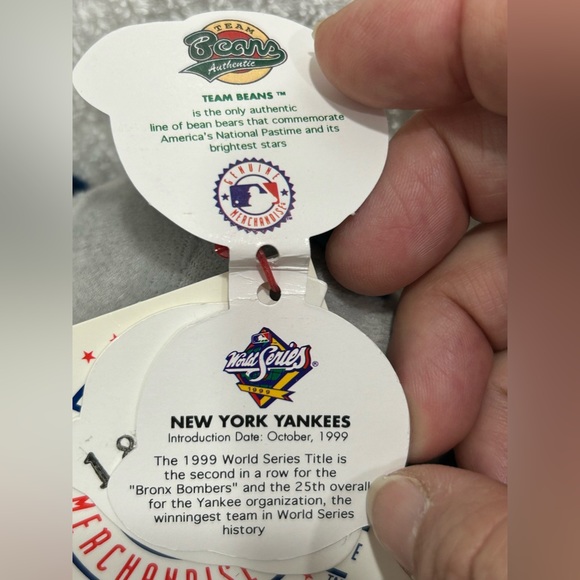 TEAM
Beans
Authentic
TEAM BEANS ™
is the only authentic
line of bean bears that commemorate
America's National Pastime and its
brightest stars
GENUINE
MERCHANDISE
World Series ®
1999
NEW YORK YANKEES
Introduction Date: October, 1999
The 1999 World Series Title is
the second in a row for the
"Bronx Bombers" and the 25th overall
for the Yankee organization, the
winningest team in World Series
history
MERCHANDISE
™